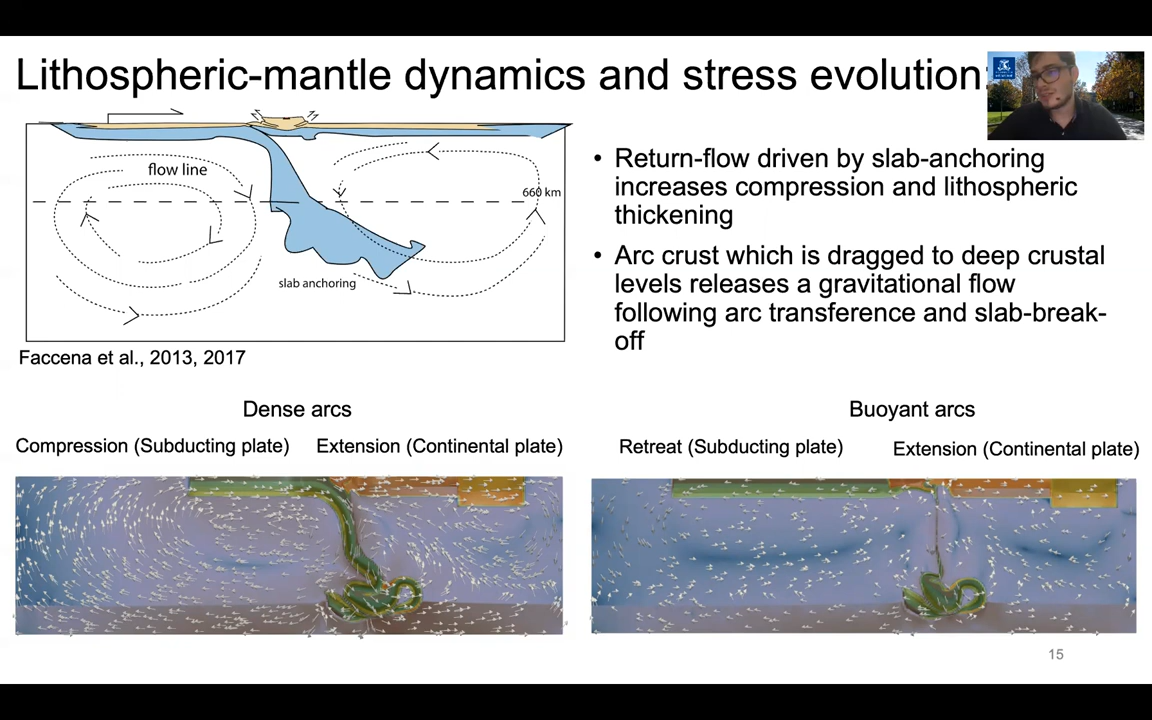 Lithospheric-mantle dynamics and stress evolution:
flow line
660 km
slab anchoring
Faccena et al., 2013, 2017
• Return-flow driven by slab-anchoring
increases compression and lithospheric
thickening
• Arc crust which is dragged to deep crustal
levels releases a gravitational flow
following arc transference and slab-break-
off
Dense arcs
Compression (Subducting plate)
Extension (Continental plate)
Buoyant arcs
Retreat (Subducting plate)
Extension (Continental plate)
15